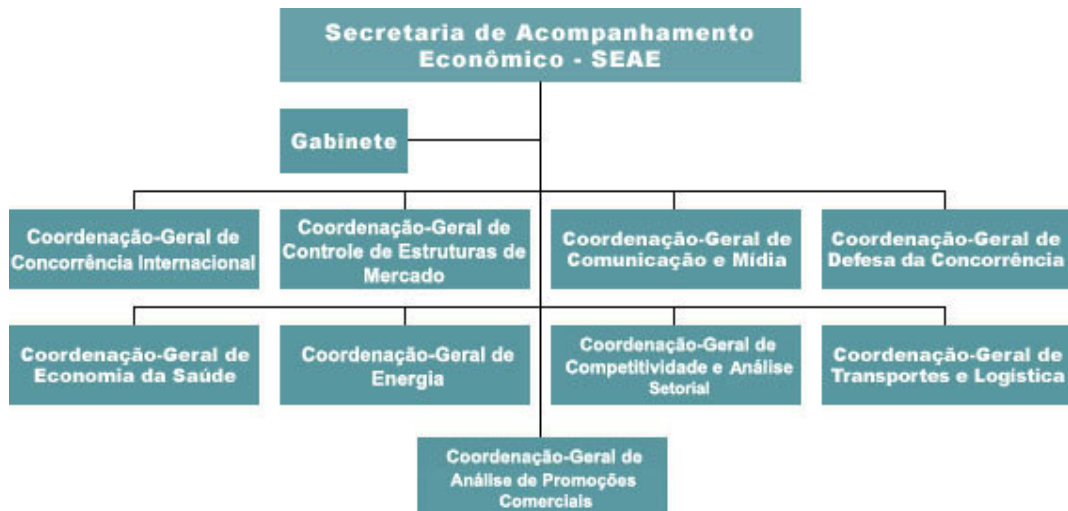 Secretaria de Acompanhamento
Econômico - SEAE
Gabinete
Coordenação-Geral de
Concorrência Internacional
Coordenação-Geral de
Controle de Estruturas de
Mercado
Coordenação-Geral de
Comunicação e Mídia
Coordenação-Geral de
Defesa da Concorrência
Coordenação-Geral de
Economia da Saúde
Coordenação-Geral de
Energia
Coordenação-Geral de
Competitividade e Análise
Setorial
Coordenação-Geral de
Transportes e Logística
Coordenação-Geral de
Análise de Promoções
Comerciais